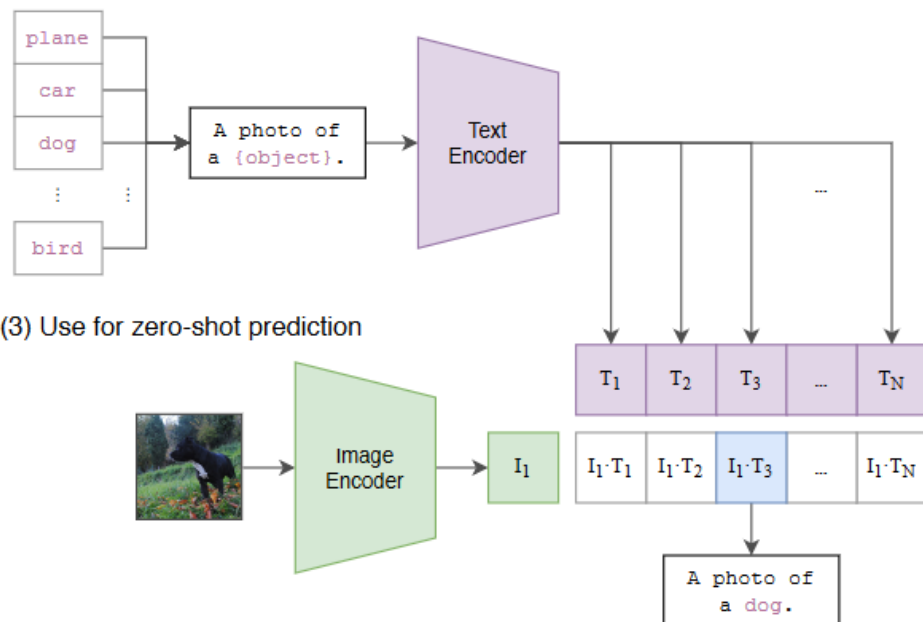 plane
car
dog
⋮ ⋮
bird
A photo of
a {object}.
Text
Encoder
...
(3) Use for zero-shot prediction
T1 T2 T3 ... TN
Image
Encoder
I1
I1·T1 I1·T2 I1·T3 ... I1·TN
A photo of
a dog.